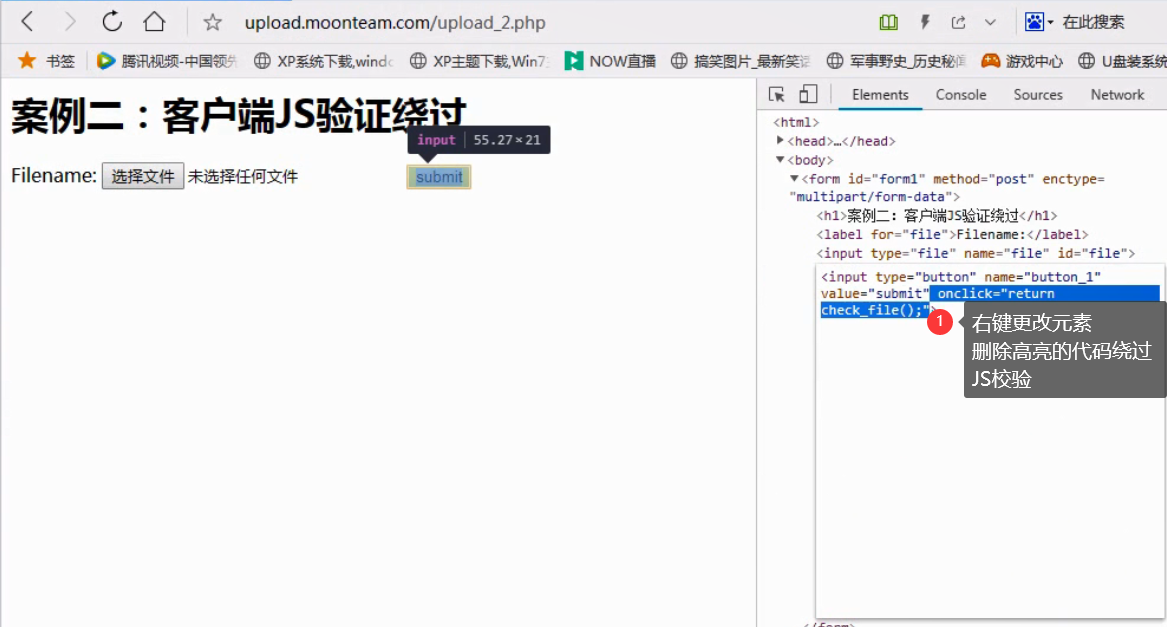 upload.moonteam.com/upload_2.php
在此搜索
书签
腾讯视频-中国领先
XP系统下载,windo
XP主题下载,Win7
NOW直播
搞笑图片_最新笑话
军事野史_历史秘闻
游戏中心
U盘装系统
案例二：客户端JS验证绕过
input 55.27×21
Filename: 选择文件 未选择任何文件 submit
Elements Console Sources Network
<html>
<head>…</head>
<body>
<form id="form1" method="post" enctype=
"multipart/form-data">
<h1>案例二：客户端JS验证绕过</h1>
<label for="file">Filename:</label>
<input type="file" name="file" id="file">
<input type="button" name="button_1"
value="submit" onclick="return
check_file();">
1
右键更改元素
删除高亮的代码绕过
JS校验
</form>